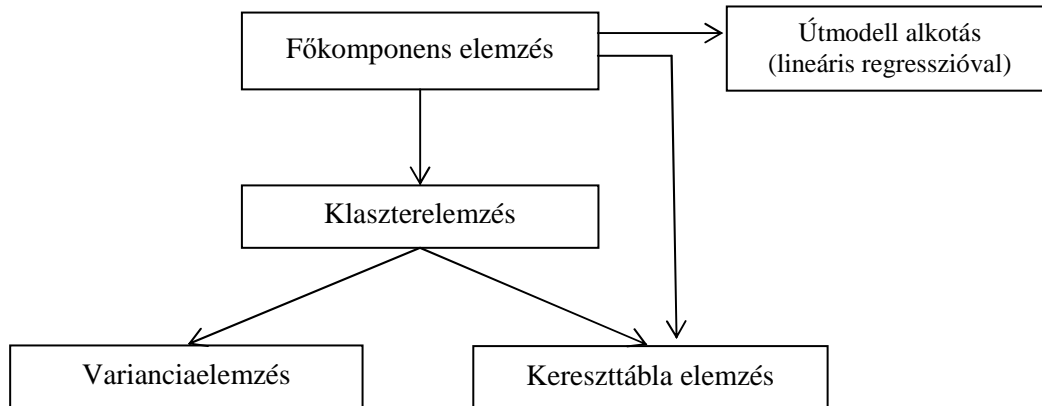 Főkomponens elemzés
Útmodell alkotás
(lineáris regresszióval)
Klaszterelemzés
Varianciaelemzés
Kereszttábla elemzés